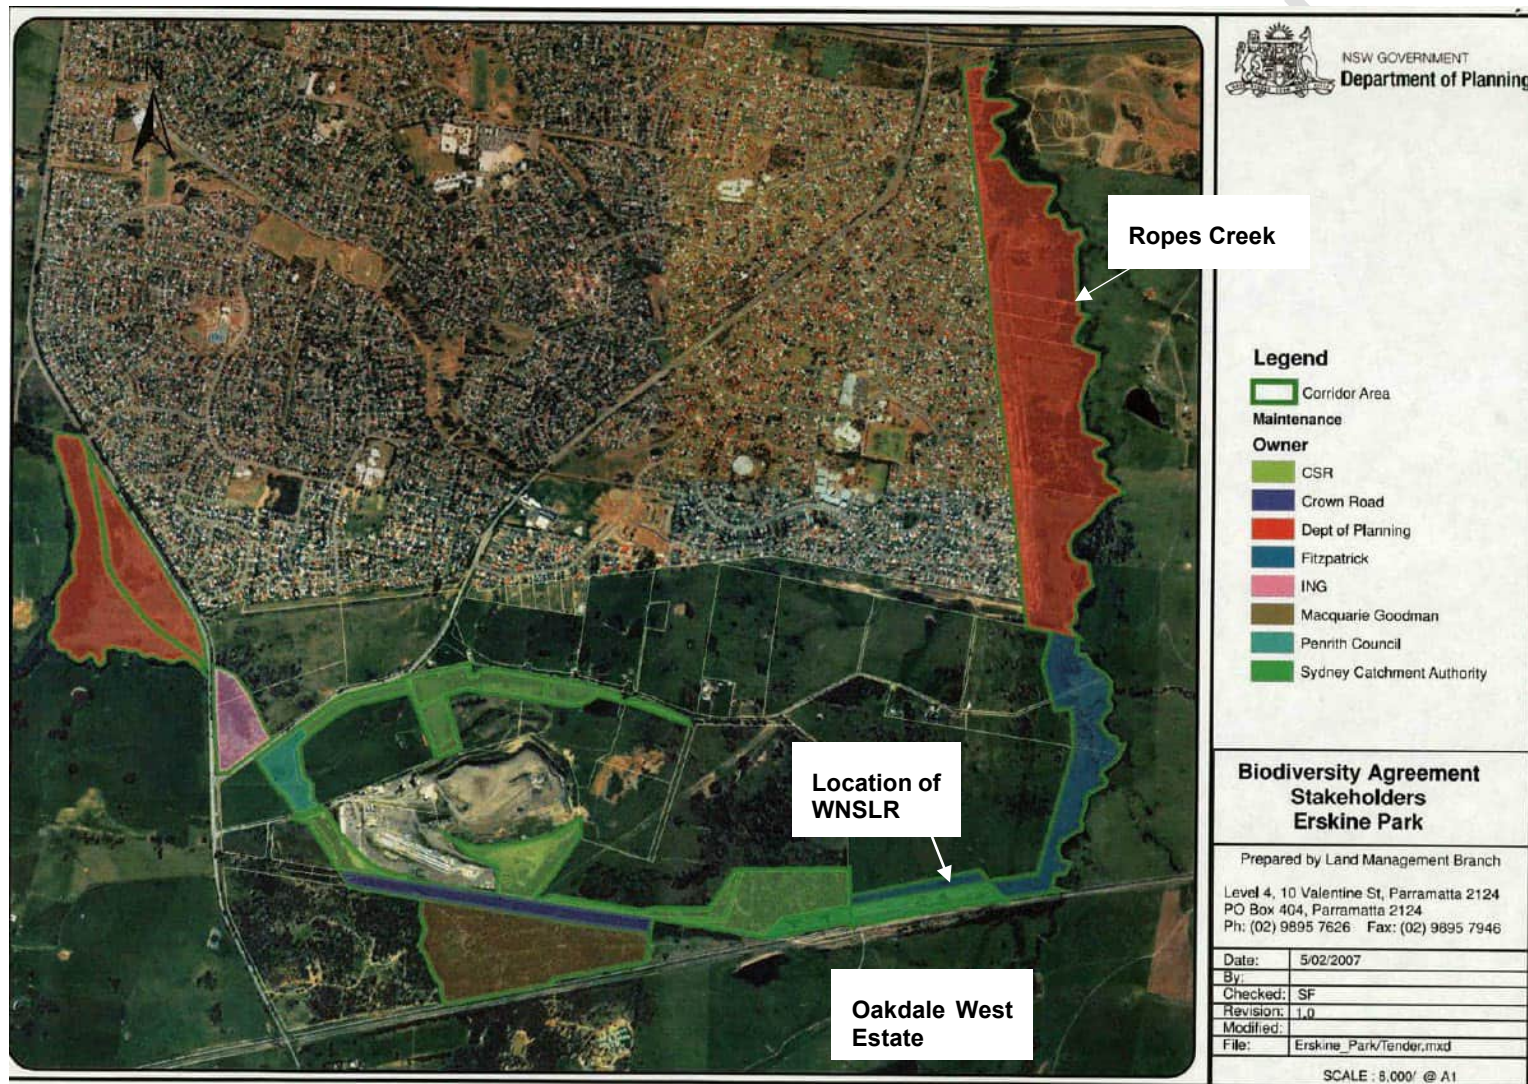 N
Ropes Creek
Location of
WNSLR
Oakdale West
Estate
NSW GOVERNMENT
Department of Planning
Legend
Corridor Area
Maintenance
Owner
CSR
Crown Road
Dept of Planning
Fitzpatrick
ING
Macquarie Goodman
Penrith Council
Sydney Catchment Authority
Biodiversity Agreement
Stakeholders
Erskine Park
Prepared by Land Management Branch
Level 4, 10 Valentine St, Parramatta 2124
PO Box 404, Parramatta 2124
Ph: (02) 9895 7626 Fax: (02) 9895 7946
Date: 5/02/2007
By:
Checked: SF
Revision: 1.0
Modified:
File: Erskine_Park/Tender.mxd
SCALE : 8,000/ @ A1